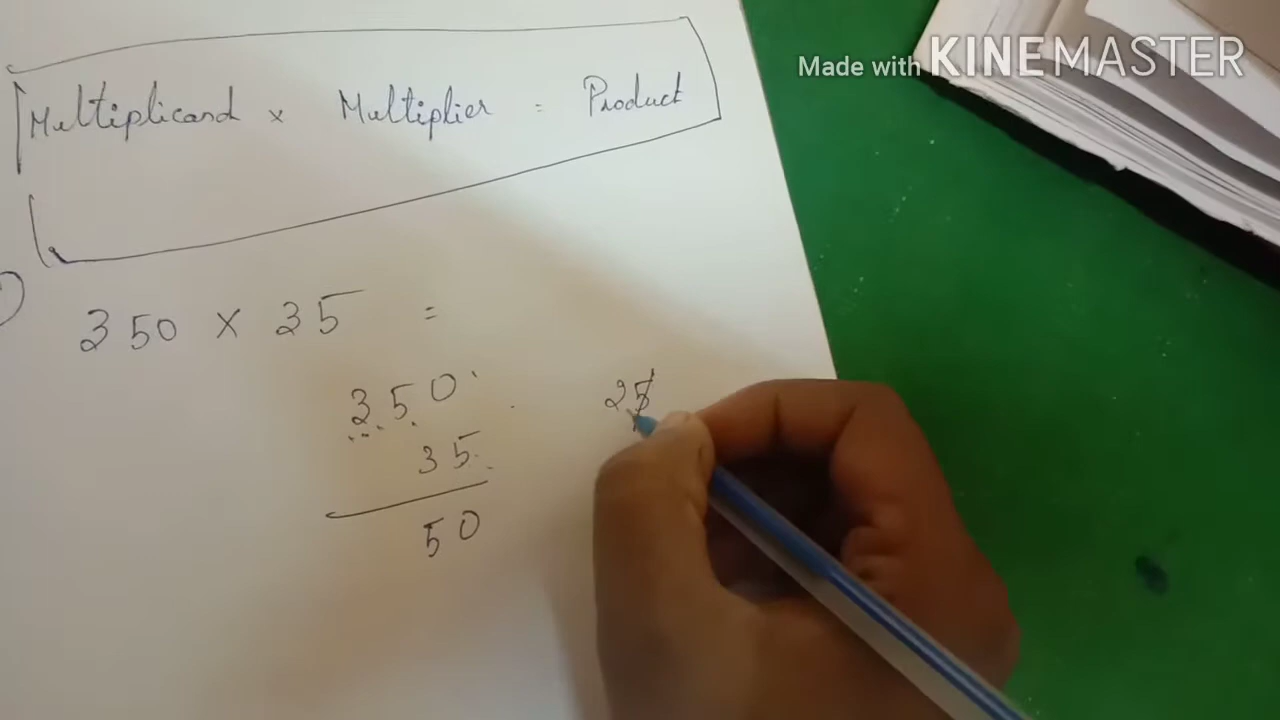 Made with KINEMASTER
Multiplicand x Multiplier = Product
350 x 35 =
350
25
35
50